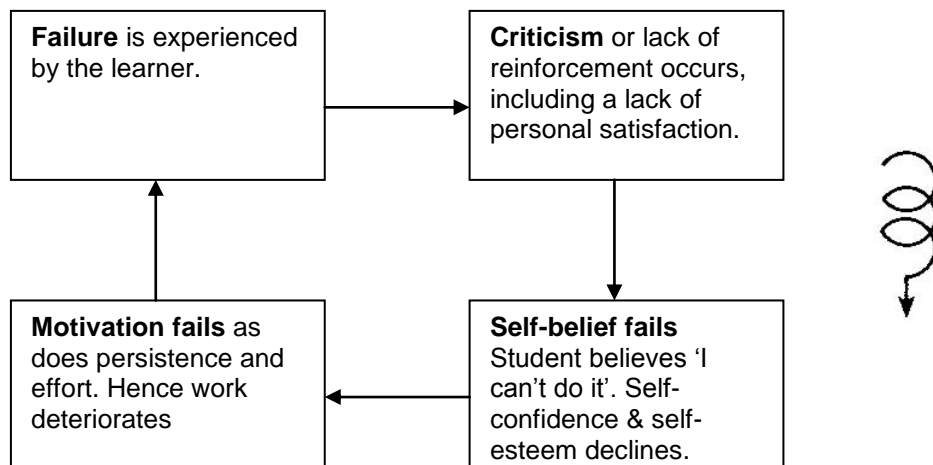 Failure is experienced
by the learner.
Criticism or lack of
reinforcement occurs,
including a lack of
personal satisfaction.
Self-belief fails
Student believes ‘I
can’t do it’. Self-
confidence & self-
esteem declines.
Motivation fails as
does persistence and
effort. Hence work
deteriorates